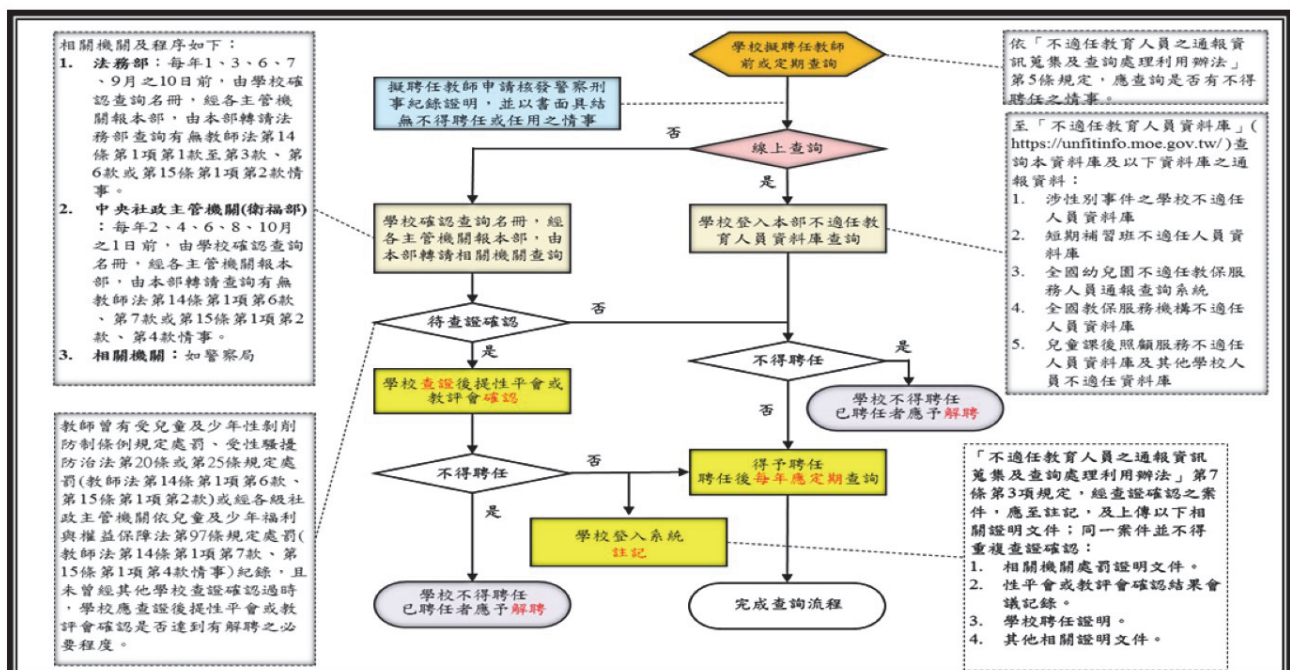 學校擬聘任教師
前或定期查詢
依「不適任教育人員之通報資
訊蒐集及查詢處理利用辦法」
第5條規定，應查詢是否有不得
聘任之情事。
相關機關及程序如下：
1. 法務部：每年1、3、6、7
、9月之10日前，由學校確
認查詢名冊，經各主管機
關報本部，由本部轉請法
務部查詢有無教師法第14
條第1項第1款至第3款、第
6款或第15條第1項第2款情
事。
2. 中央社政主管機關(衛福部)
：每年2、4、6、8、10月
之1日前，由學校確認查詢
名冊，經各主管機關報本
部，由本部轉請查詢有無
教師法第14條第1項第6款
、第7款或第15條第1項第2
款、第4款情事。
3. 相關機關：如警察局
擬聘任教師申請核發警察刑
事紀錄證明，並以書面具結
無不得聘任或任用之情事
否
線上查詢
是
至「不適任教育人員資料庫」(
https://unfitinfo.moe.gov.tw/)查
詢本資料庫及以下資料庫之通
報資料：
1. 涉性別事件之學校不適任
人員資料庫
2. 短期補習班不適任人員資
料庫
3. 全國幼兒園不適任教保服
務人員通報查詢系統
4. 全國教保服務機構不適任
人員資料庫
5. 兒童課後照顧服務不適任
人員資料庫及其他學校人
員不適任資料庫
學校確認查詢名冊，經
各主管機關報本部，由
本部轉請相關機關查詢
學校登入本部不適任教
育人員資料庫查詢
待查證確認
否
是
不得聘任
是
否
學校查證後提性平會或
教評會確認
學校不得聘任
已聘任者應予解聘
教師曾有受兒童及少年性剝削
防制條例規定處罰、受性騷擾
防治法第20條或第25條規定處
罰(教師法第14條第1項第6款、
第15條第1項第2款)或經各級社
政主管機關依兒童及少年福利
與權益保障法第97條規定處罰(
教師法第14條第1項第7款、第
15條第1項第4款情事)紀錄，且
未曾經其他學校查證確認過時
，學校應查證後提性平會或教
評會確認是否達到有解聘之必
要程度。
不得聘任
否
是
得予聘任
聘任後每年應定期查詢
學校登入系統
註記
學校不得聘任
已聘任者應予解聘
完成查詢流程
「不適任教育人員之通報資訊
蒐集及查詢處理利用辦法」第7
條第3項規定，經查證確認之案
件，應至註記，及上傳以下相
關證明文件；同一案件並不得
重複查證確認：
1. 相關機關處罰證明文件。
2. 性平會或教評會確認結果會
議記錄。
3. 學校聘任證明。
4. 其他相關證明文件。